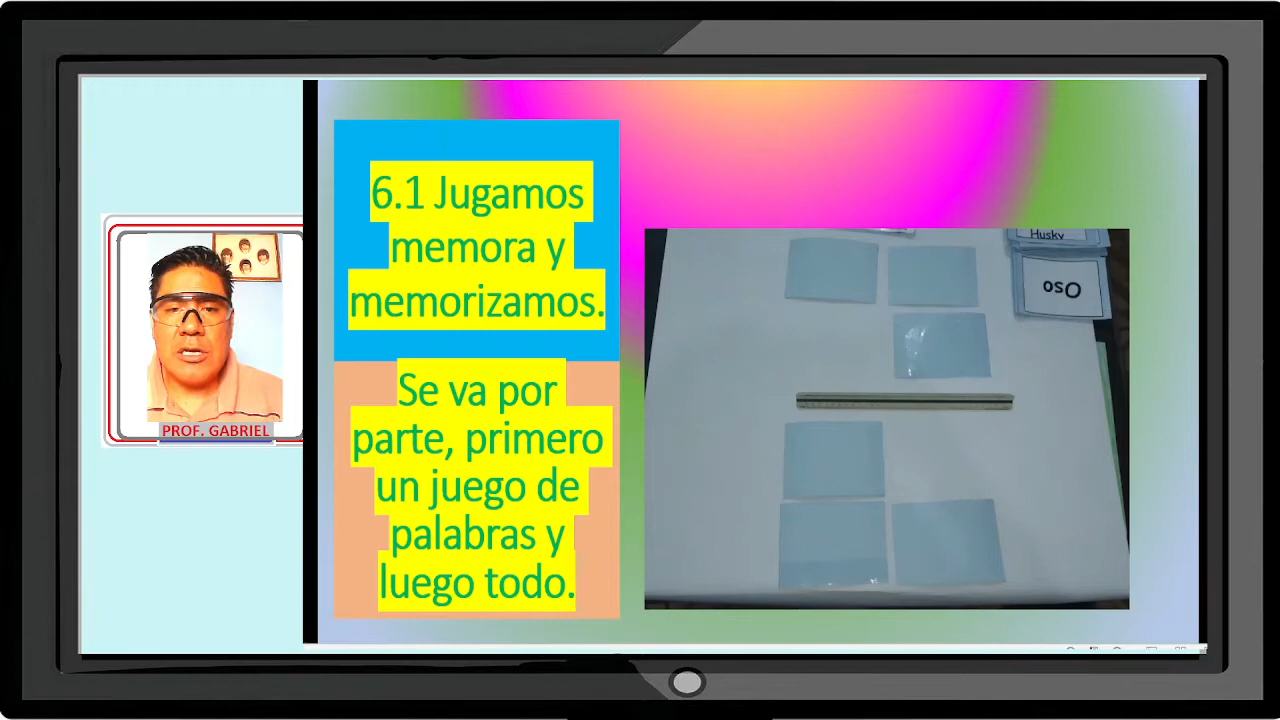 6.1 Jugamos
memora y
memorizamos.
Se va por
parte, primero
un juego de
palabras y
luego todo.
PROF. GABRIEL
Husky
Oso